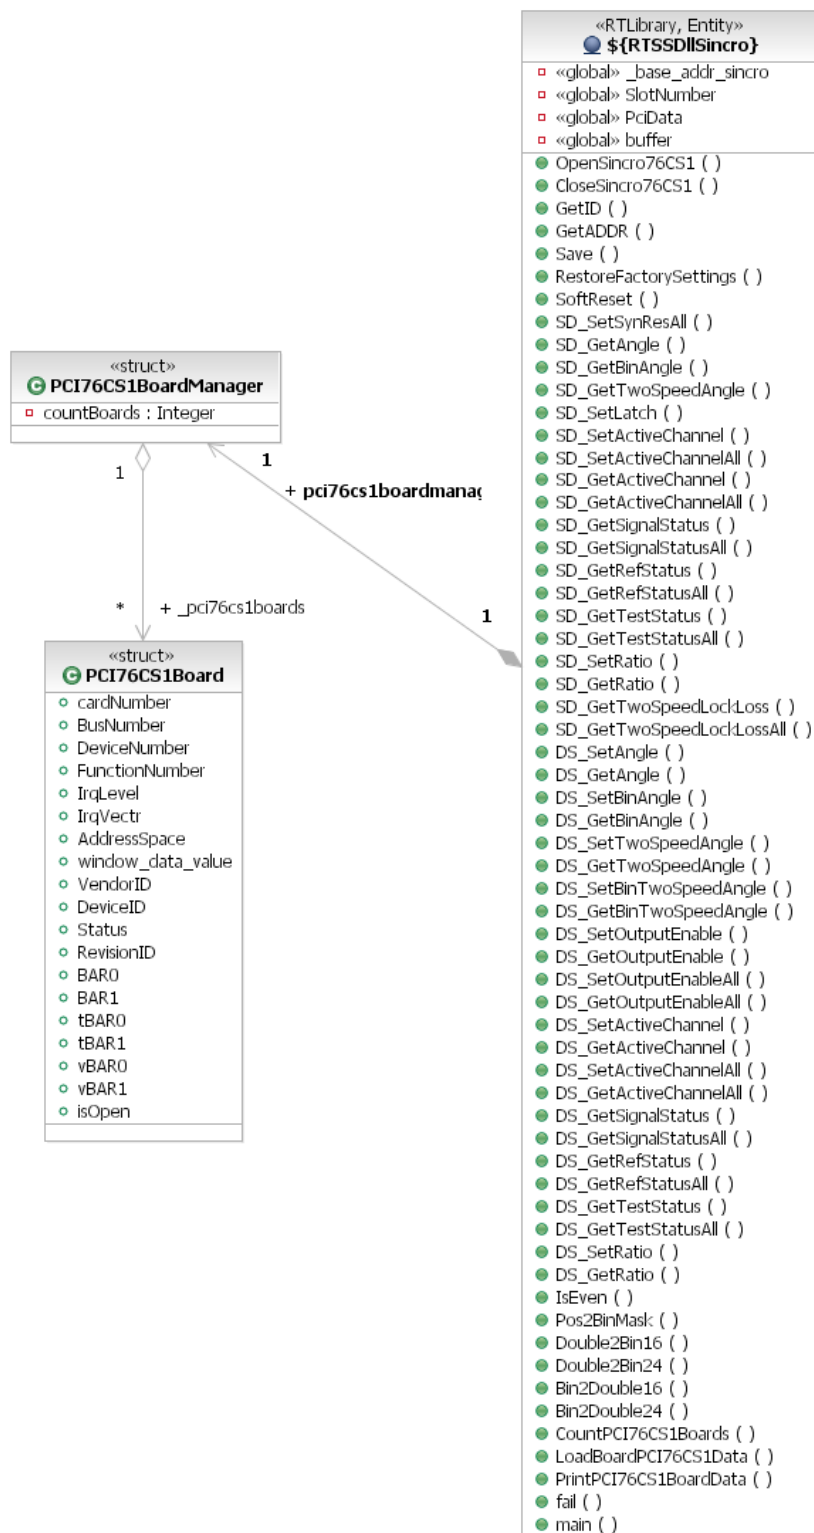 «RTLibrary, Entity»
${RTSSDllSincro}
«global» _base_addr_sincro
«global» SlotNumber
«global» PciData
«global» buffer
OpenSincro76CS1 ( )
CloseSincro76CS1 ( )
GetID ( )
GetADDR ( )
Save ( )
RestoreFactorySettings ( )
SoftReset ( )
SD_SetSynResAll ( )
SD_GetAngle ( )
SD_GetBinAngle ( )
SD_GetTwoSpeedAngle ( )
SD_SetLatch ( )
SD_SetActiveChannel ( )
SD_SetActiveChannelAll ( )
SD_GetActiveChannel ( )
SD_GetActiveChannelAll ( )
SD_GetSignalStatus ( )
SD_GetSignalStatusAll ( )
SD_GetRefStatus ( )
SD_GetRefStatusAll ( )
SD_GetTestStatus ( )
SD_GetTestStatusAll ( )
SD_SetRatio ( )
SD_GetRatio ( )
SD_GetTwoSpeedLockLoss ( )
SD_GetTwoSpeedLockLossAll ( )
DS_SetAngle ( )
DS_GetAngle ( )
DS_SetBinAngle ( )
DS_GetBinAngle ( )
DS_SetTwoSpeedAngle ( )
DS_GetTwoSpeedAngle ( )
DS_SetBinTwoSpeedAngle ( )
DS_GetBinTwoSpeedAngle ( )
DS_SetOutputEnable ( )
DS_GetOutputEnable ( )
DS_SetOutputEnableAll ( )
DS_GetOutputEnableAll ( )
DS_SetActiveChannel ( )
DS_GetActiveChannel ( )
DS_SetActiveChannelAll ( )
DS_GetActiveChannelAll ( )
DS_GetSignalStatus ( )
DS_GetSignalStatusAll ( )
DS_GetRefStatus ( )
DS_GetRefStatusAll ( )
DS_GetTestStatus ( )
DS_GetTestStatusAll ( )
DS_SetRatio ( )
DS_GetRatio ( )
IsEven ( )
Pos2BinMask ( )
Double2Bin16 ( )
Double2Bin24 ( )
Bin2Double16 ( )
Bin2Double24 ( )
CountPCI76CS1Boards ( )
LoadBoardPCI76CS1Data ( )
PrintPCI76CS1BoardData ( )
fail ( )
main ( )
«struct»
C PCI76CS1BoardManager
countBoards : Integer
1
1
+ pci76cs1boardmanag
1
* + _pci76cs1boards
«struct»
C PCI76CS1Board
cardNumber
BusNumber
DeviceNumber
FunctionNumber
IrqLevel
IrqVectr
AddressSpace
window_data_value
VendorID
DeviceID
Status
RevisionID
BAR0
BAR1
tBAR0
tBAR1
vBAR0
vBAR1
isOpen